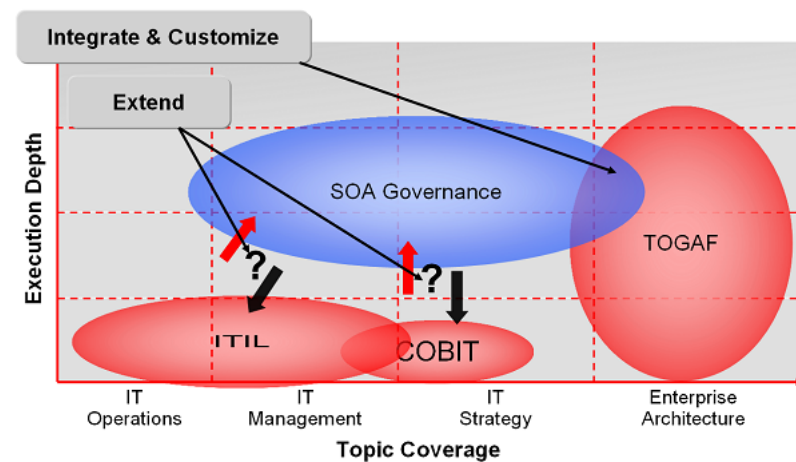 Integrate & Customize
Extend
Execution Depth
SOA Governance
TOGAF
?
?
ITIL
COBIT
IT
Operations
IT
Management
IT
Strategy
Enterprise
Architecture
Topic Coverage